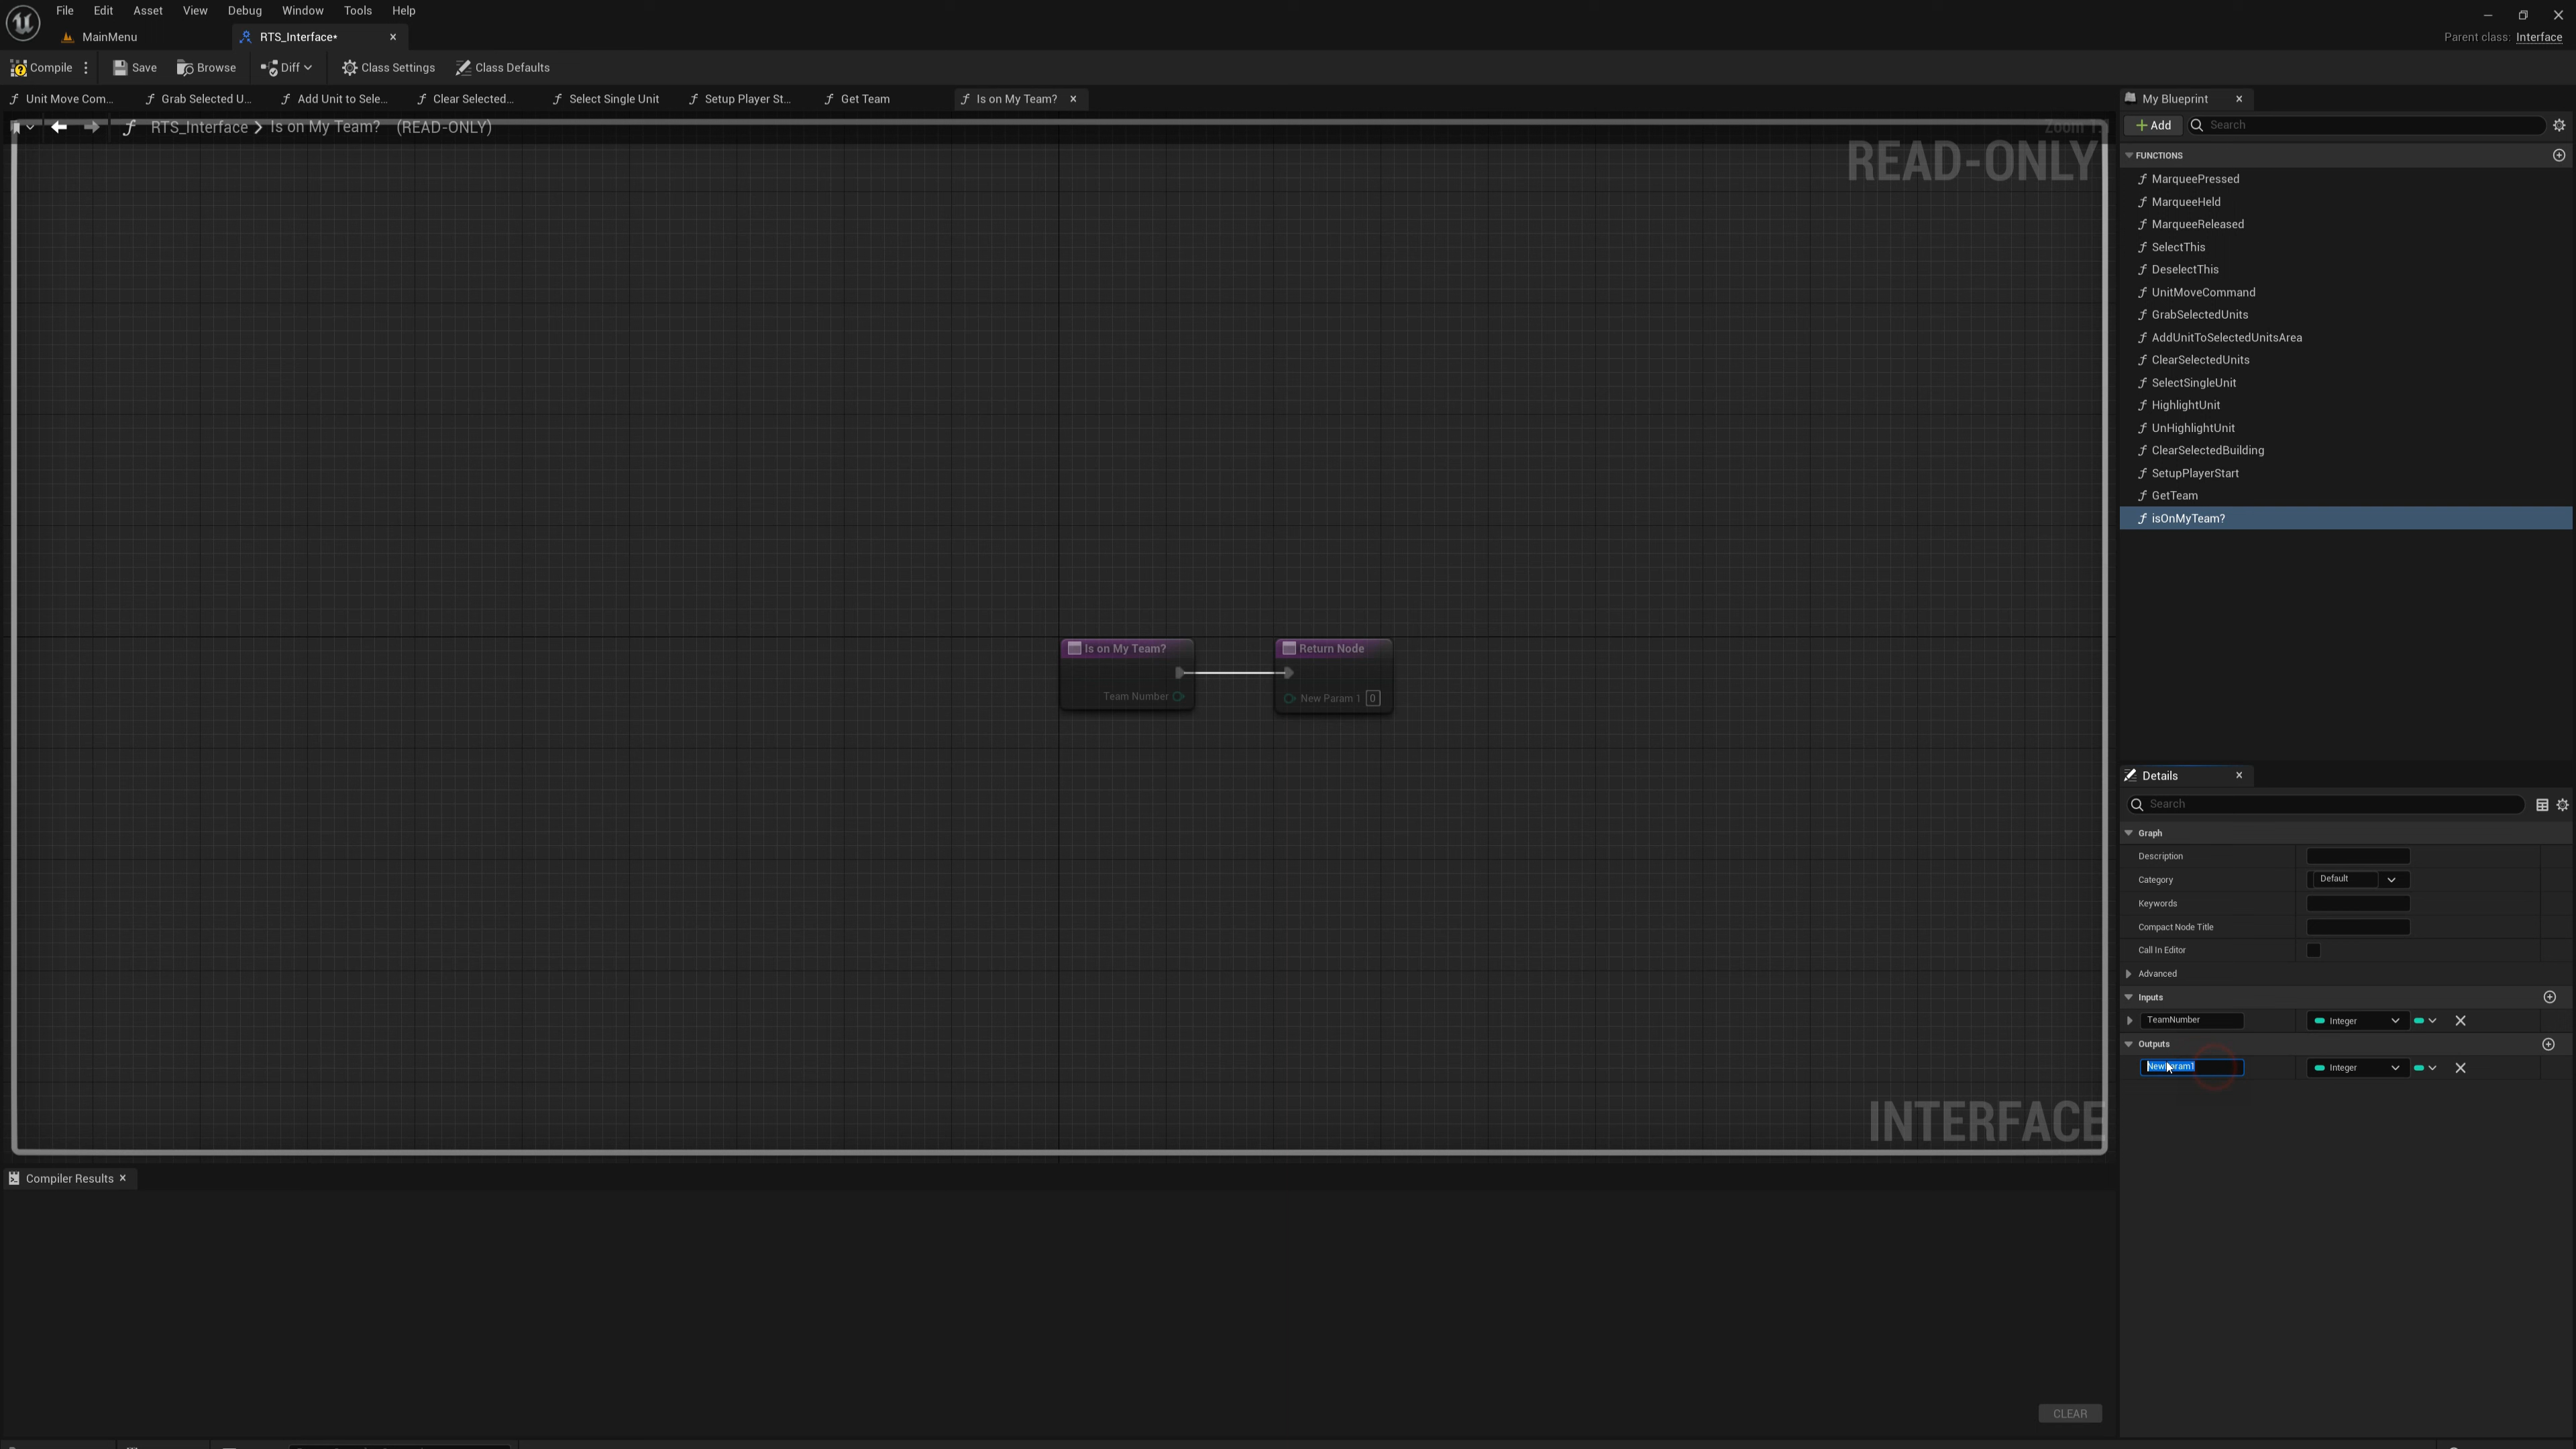 File Edit Asset View Debug Window Tools Help
MainMenu
RTS_Interface*
Parent class: Interface
Compile Save Browse Diff Class Settings Class Defaults
Unit Move Com... Grab Selected U... Add Unit to Sele... Clear Selected... Select Single Unit Setup Player St... Get Team Is on My Team?
RTS_Interface > Is on My Team? (READ-ONLY)
READ-ONLY
Is on My Team?
Team Number
Return Node
New Param 1 0
INTERFACE
Compiler Results
CLEAR
My Blueprint
Add
Search
FUNCTIONS
MarqueePressed
MarqueeHeld
MarqueeReleased
SelectThis
DeselectThis
UnitMoveCommand
GrabSelectedUnits
AddUnitToSelectedUnitsArea
ClearSelectedUnits
SelectSingleUnit
HighlightUnit
UnHighlightUnit
ClearSelectedBuilding
SetupPlayerStart
GetTeam
isOnMyTeam?
Details
Search
Graph
Description
Category Default
Keywords
Compact Node Title
Call In Editor
Advanced
Inputs
TeamNumber Integer
Outputs
NewParam1 Integer